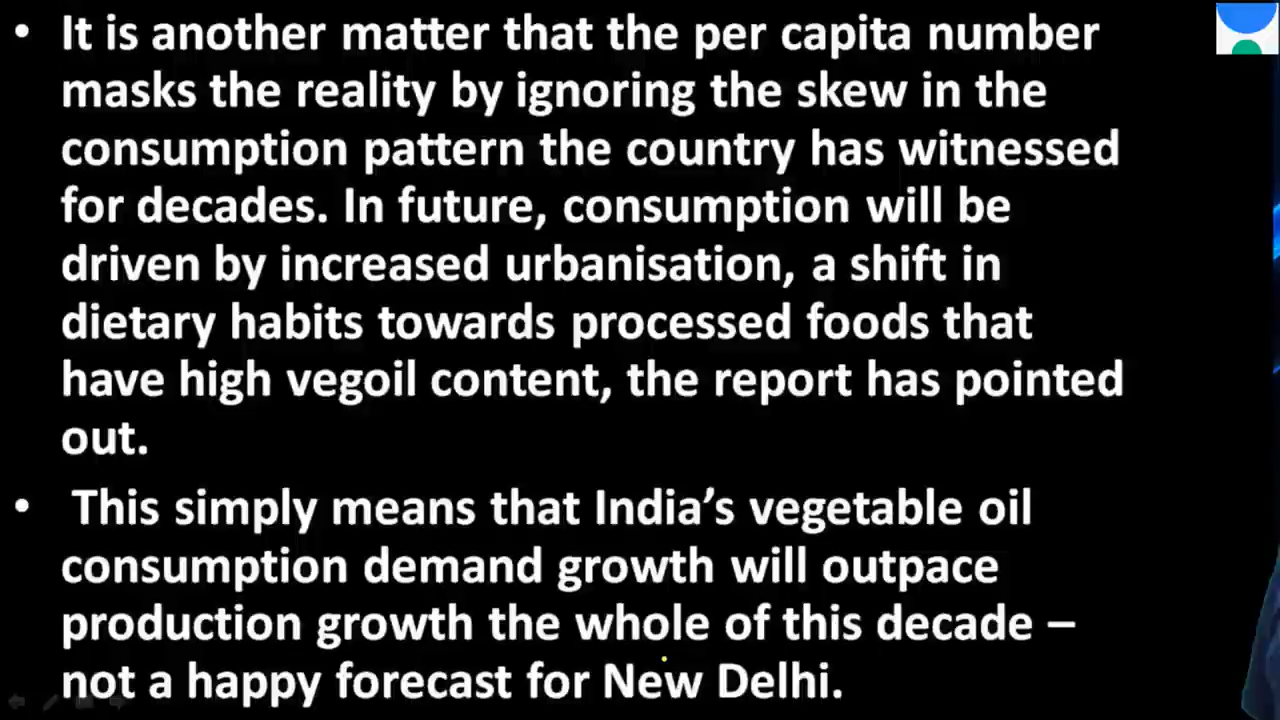 • It is another matter that the per capita number
masks the reality by ignoring the skew in the
consumption pattern the country has witnessed
for decades. In future, consumption will be
driven by increased urbanisation, a shift in
dietary habits towards processed foods that
have high vegoil content, the report has pointed
out.
• This simply means that India’s vegetable oil
consumption demand growth will outpace
production growth the whole of this decade –
not a happy forecast for New Delhi.